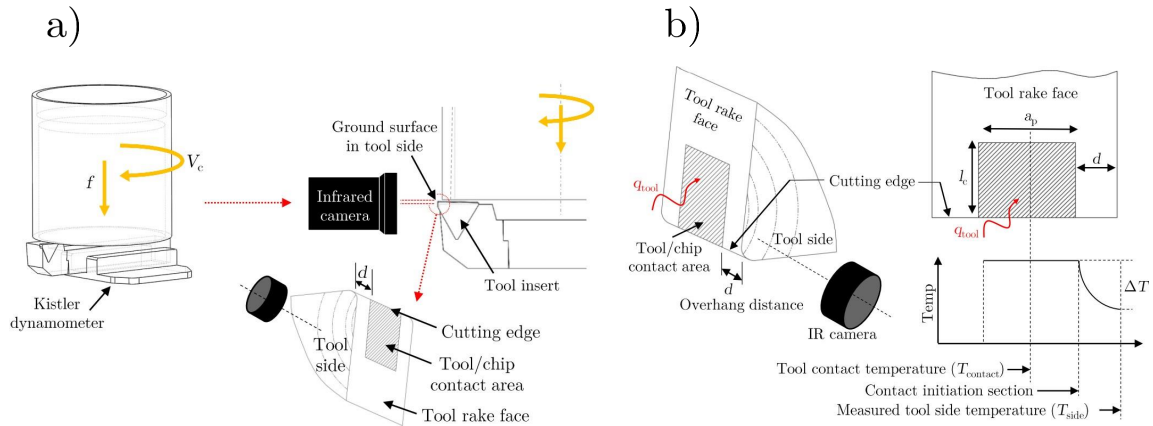 a)
b)
V_c
f
Kistler
dynamometer
Ground surface
in tool side
Infrared
camera
Tool insert
d
Cutting edge
Tool
side
Tool/chip
contact area
Tool rake face
Tool rake
face
q_tool
Cutting edge
Tool/chip
contact area
d
Tool side
Overhang distance
IR camera
Tool rake face
a_p
l_c
d
q_tool
Temp
ΔT
Tool contact temperature (T_contact)
Contact initiation section
Measured tool side temperature (T_side)